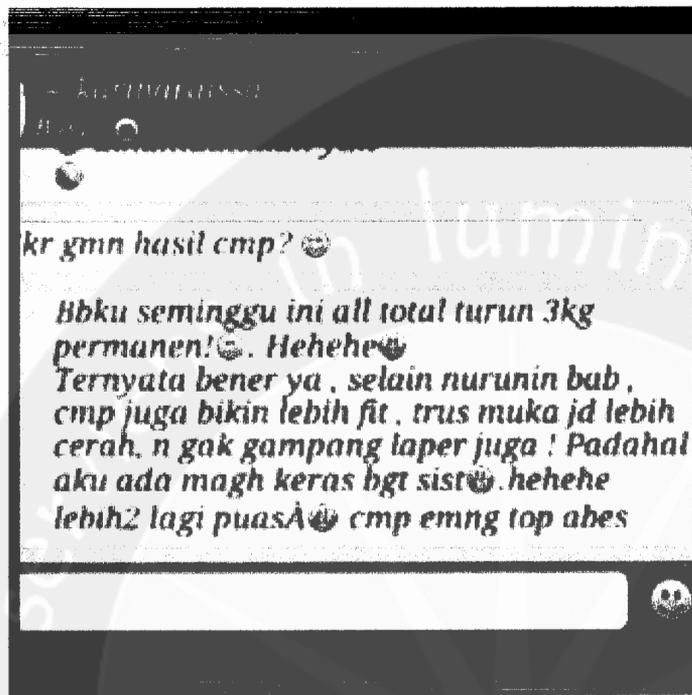 kr gmn hasil cmp? 😊
Bbku seminggu ini all total turun 3kg
permanen!😊. Hehehe😀
Ternyata bener ya , selain nurunin bab ,
cmp juga bikin lebih fit , trus muka jd lebih
cerah, n gak gampang laper juga ! Padahal
aku ada magh keras bgt sist😀.hehehe
lebih2 lagi puasÀ😀 cmp emng top abes
in lumin